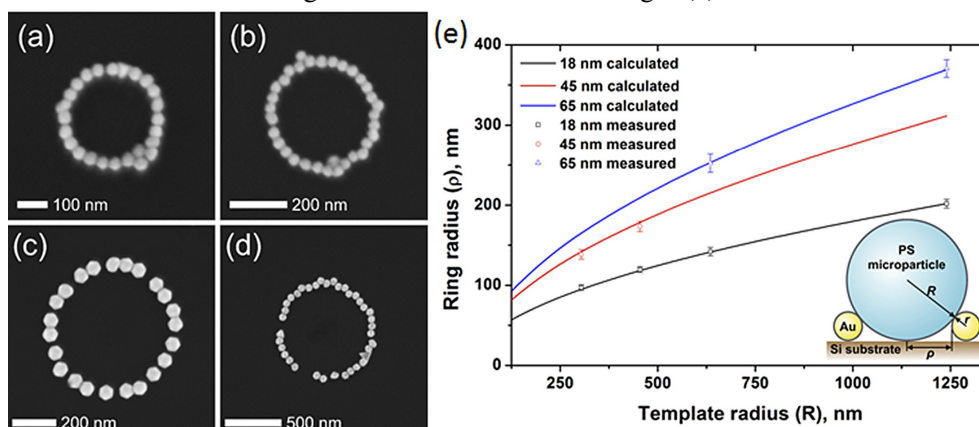 (a)
(b)
100 nm
200 nm
(c)
(d)
200 nm
500 nm
(e)
400
300
200
100
0
Ring radius (ρ), nm
18 nm calculated
45 nm calculated
65 nm calculated
18 nm measured
45 nm measured
65 nm measured
PS
microparticle
R
r
Au
Si substrate
ρ
250
500
750
1000
1250
Template radius (R), nm